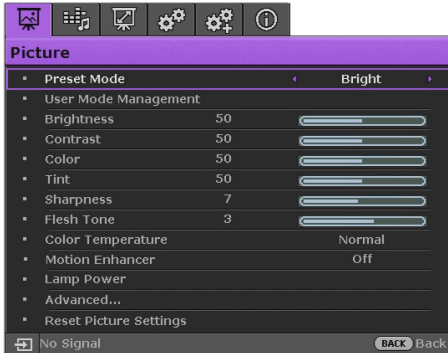 Picture
Preset Mode Bright
User Mode Management
Brightness 50
Contrast 50
Color 50
Tint 50
Sharpness 7
Flesh Tone 3
Color Temperature Normal
Motion Enhancer Off
Lamp Power
Advanced...
Reset Picture Settings
No Signal BACK Back